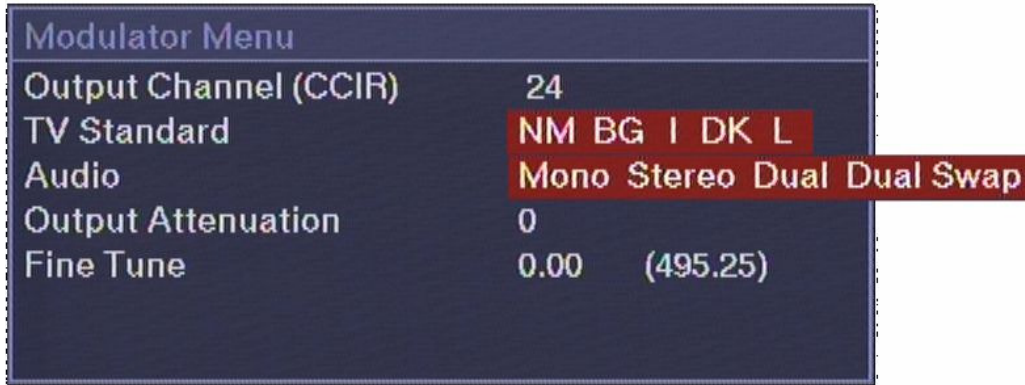 Modulator Menu
Output Channel (CCIR) 24
TV Standard NM BG I DK L
Audio Mono Stereo Dual Dual Swap
Output Attenuation 0
Fine Tune 0.00 (495.25)